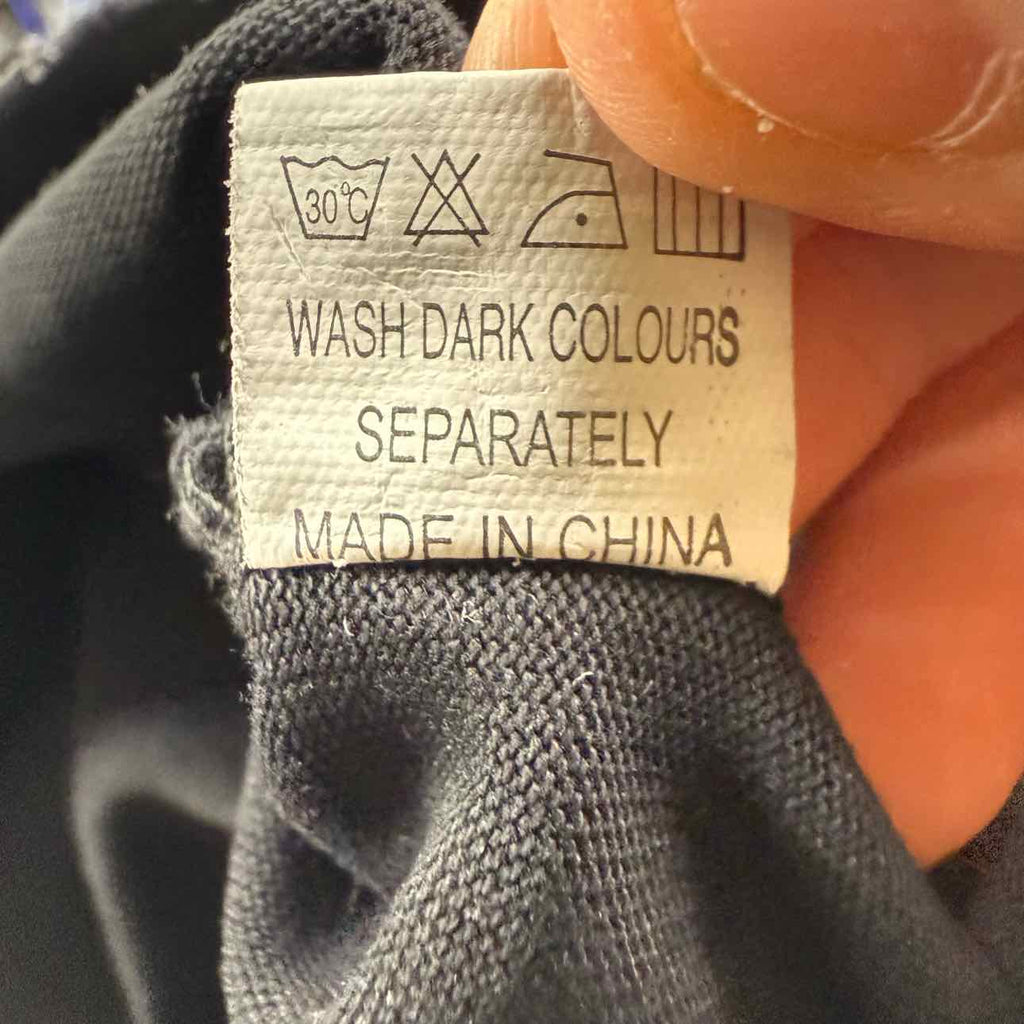 30°C
WASH DARK COLOURS
SEPARATELY
MADE IN CHINA